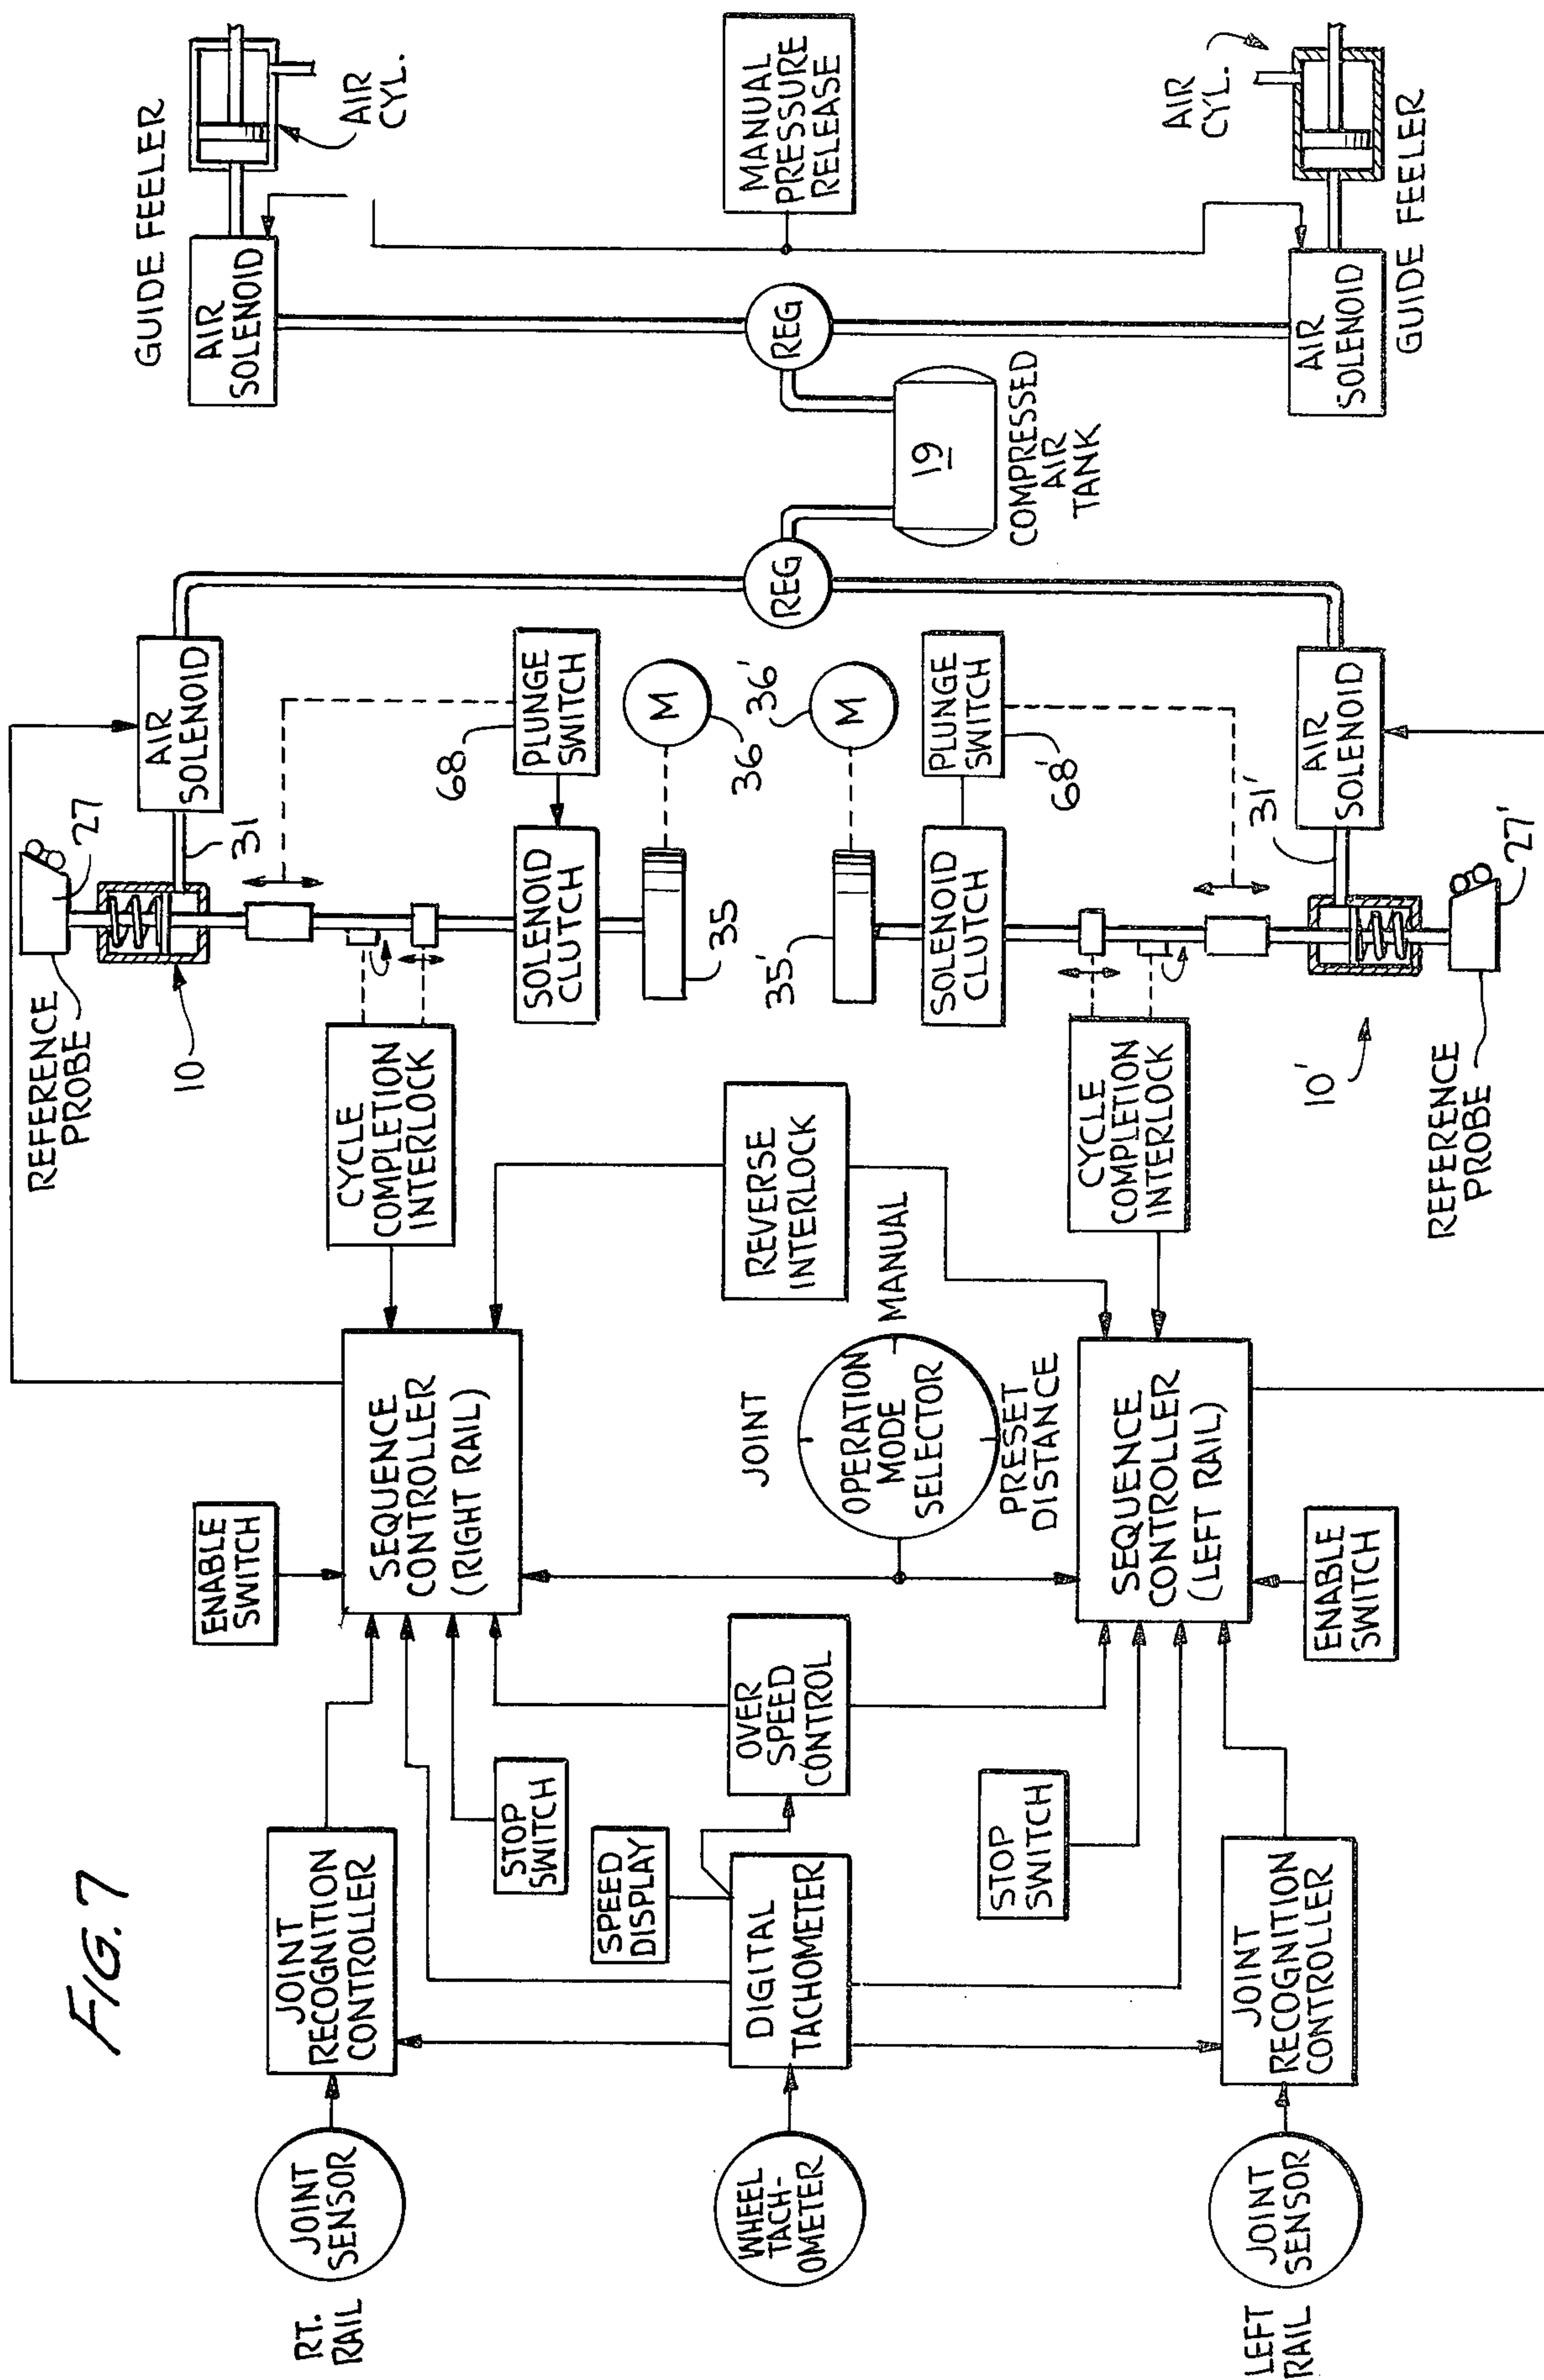 FIG. 7
RT.
RAIL
JOINT
SENSOR
JOINT
RECOGNITION
CONTROLLER
ENABLE
SWITCH
STOP
SWITCH
SEQUENCE
CONTROLLER
(RIGHT RAIL)
CYCLE
COMPLETION
INTERLOCK
REFERENCE
PROBE
10
27
31
AIR
SOLENOID
SOLENOID
CLUTCH
68
PLUNGE
SWITCH
35
36
M
GUIDE FEELER
AIR
SOLENOID
AIR
CYL.
WHEEL
TACH-
OMETER
SPEED
DISPLAY
DIGITAL
TACHOMETER
OVER
SPEED
CONTROL
JOINT
OPERATION
MODE
SELECTOR
MANUAL
PRESET
DISTANCE
REVERSE
INTERLOCK
REG
19
COMPRESSED
AIR
TANK
REG
MANUAL
PRESSURE
RELEASE
LEFT
RAIL
JOINT
SENSOR
JOINT
RECOGNITION
CONTROLLER
STOP
SWITCH
ENABLE
SWITCH
SEQUENCE
CONTROLLER
(LEFT RAIL)
CYCLE
COMPLETION
INTERLOCK
35'
36'
M
SOLENOID
CLUTCH
PLUNGE
SWITCH
68'
10'
REFERENCE
PROBE
27'
31'
AIR
SOLENOID
AIR
SOLENOID
GUIDE FEELER
AIR
CYL.